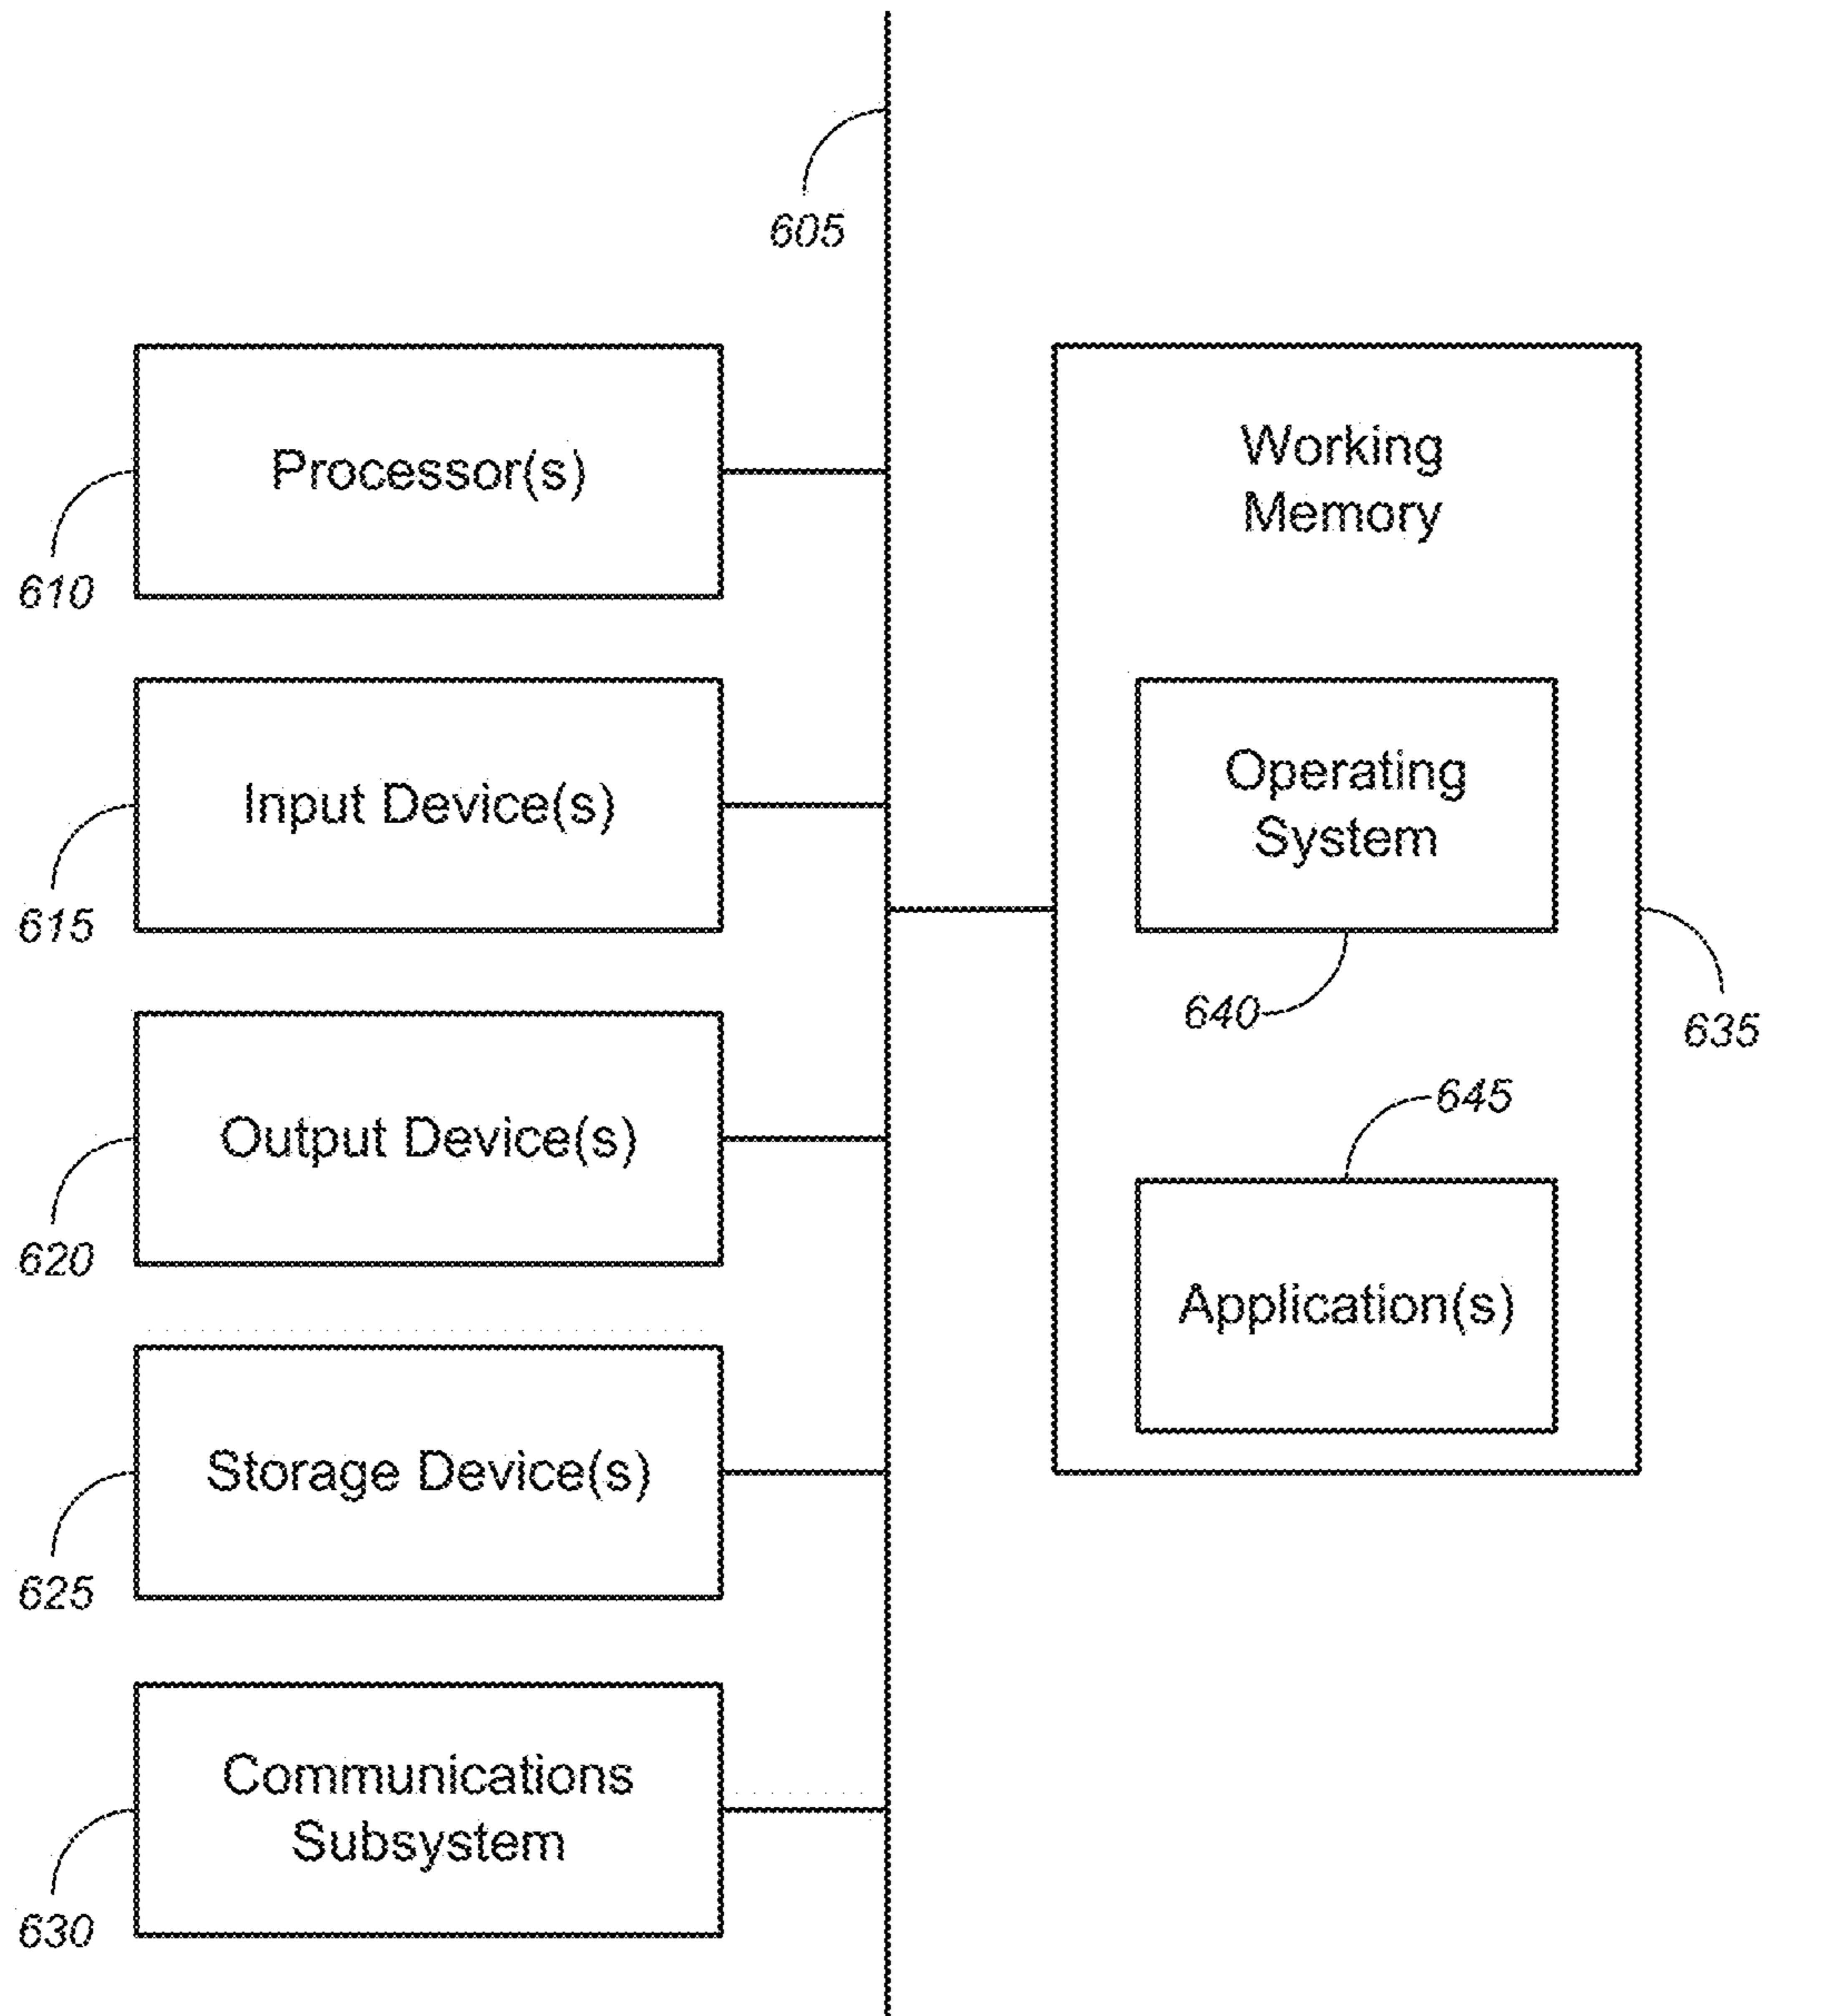 605
Processor(s)
610
Input Device(s)
615
Output Device(s)
620
Storage Device(s)
625
Communications
Subsystem
630
Working
Memory
Operating
System
640
635
645
Application(s)